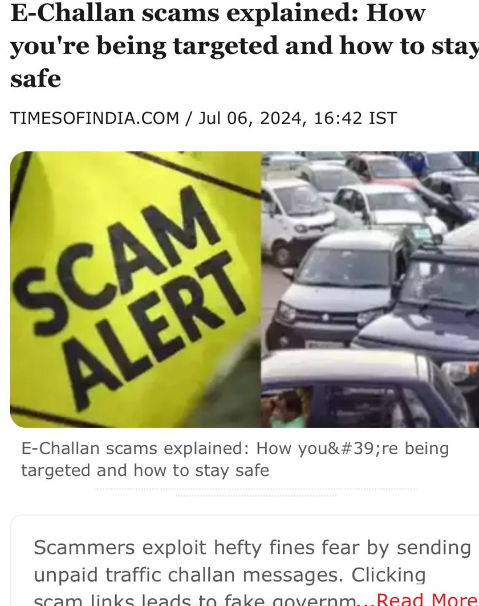 E-Challan scams explained: How
you're being targeted and how to stay
safe
TIMESOFINDIA.COM / Jul 06, 2024, 16:42 IST
SCAM
ALERT
E-Challan scams explained: How you&#39;re being
targeted and how to stay safe
Scammers exploit hefty fines fear by sending
unpaid traffic challan messages. Clicking
scam links leads to fake governm...Read More